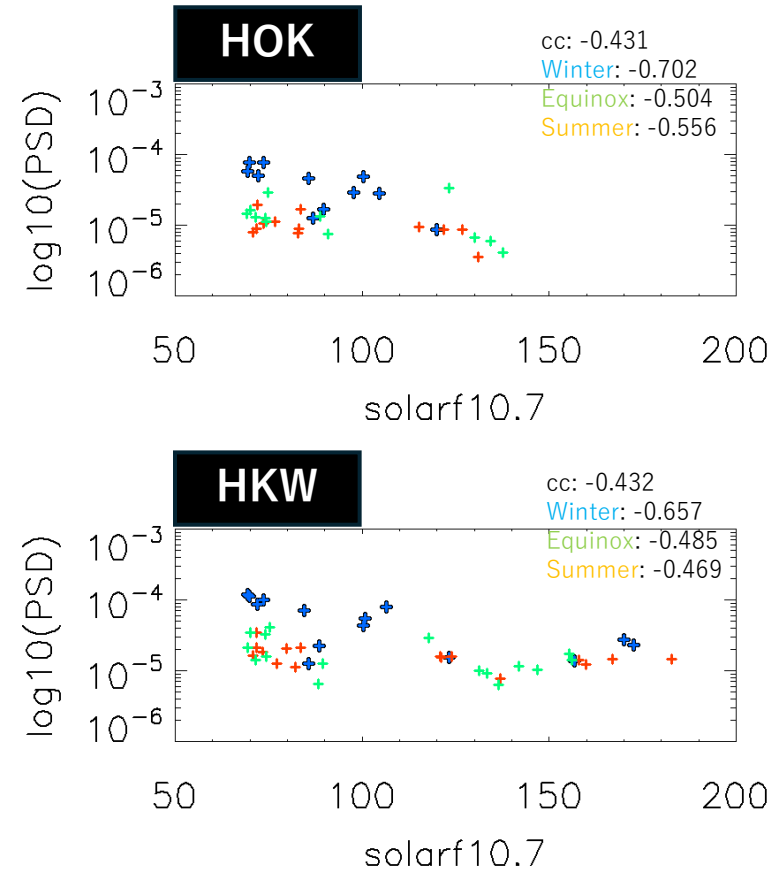 HOK
cc: -0.431
Winter: -0.702
Equinox: -0.504
Summer: -0.556
log10(PSD)
10-3
10-4
10-5
10-6
50 100 150 200
solarf10.7
HKW
cc: -0.432
Winter: -0.657
Equinox: -0.485
Summer: -0.469
log10(PSD)
10-3
10-4
10-5
10-6
50 100 150 200
solarf10.7